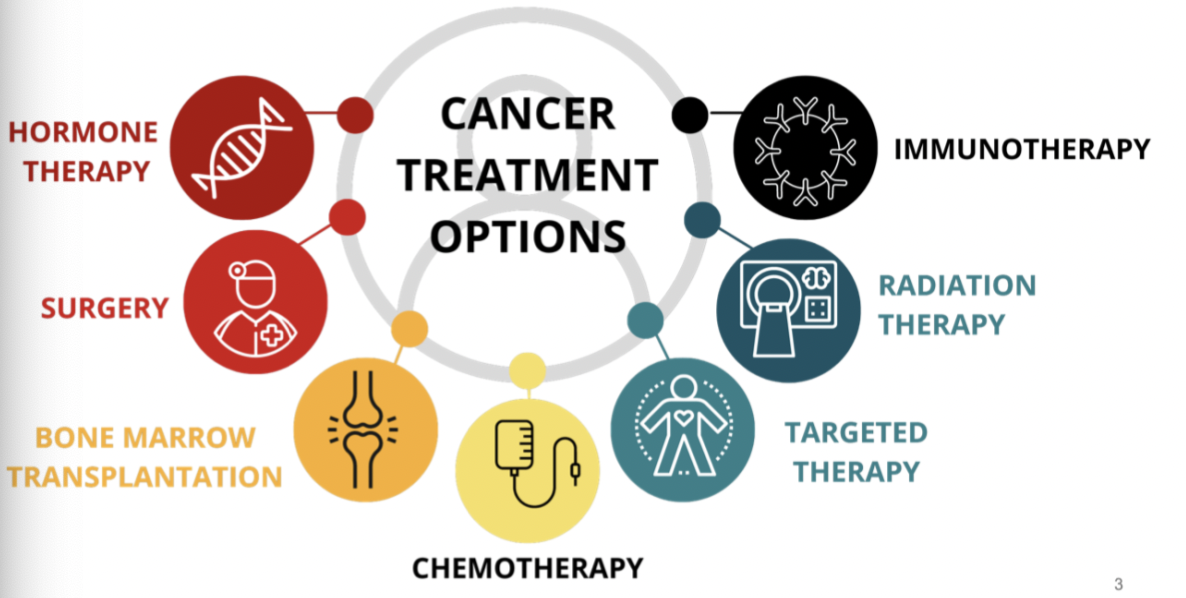 CANCER
TREATMENT
OPTIONS
HORMONE
THERAPY
SURGERY
BONE MARROW
TRANSPLANTATION
CHEMOTHERAPY
TARGETED
THERAPY
RADIATION
THERAPY
IMMUNOTHERAPY
3